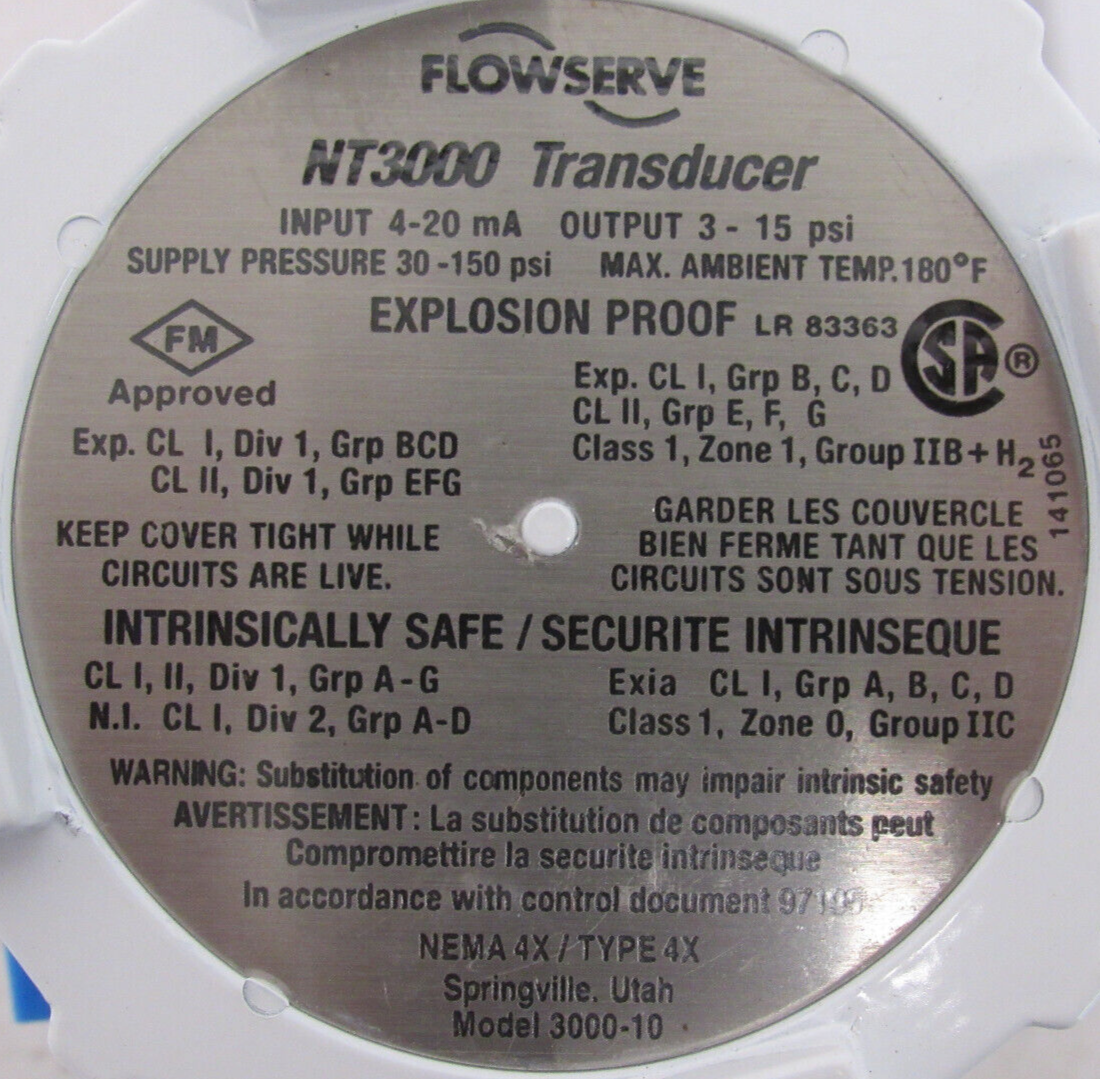 FLOWSERVE
NT3000 Transducer
INPUT 4-20 mA OUTPUT 3 - 15 psi
SUPPLY PRESSURE 30 -150 psi MAX. AMBIENT TEMP.180°F
EXPLOSION PROOF LR 83363
FM
Approved
Exp. CL I, Div 1, Grp BCD
CL II, Div 1, Grp EFG
KEEP COVER TIGHT WHILE
CIRCUITS ARE LIVE.
CSA ®
Exp. CL I, Grp B, C, D
CL II, Grp E, F, G
Class 1, Zone 1, Group IIB + H2
141065
GARDER LES COUVERCLE
BIEN FERME TANT QUE LES
CIRCUITS SONT SOUS TENSION.
INTRINSICALLY SAFE / SECURITE INTRINSEQUE
CL I, II, Div 1, Grp A - G
N.I. CL I, Div 2, Grp A-D
Exia CL I, Grp A, B, C, D
Class 1, Zone 0, Group IIC
WARNING: Substitution of components may impair intrinsic safety
AVERTISSEMENT : La substitution de composants peut
Compromettire la securite intrinseque
In accordance with control document
NEMA 4X / TYPE 4X
Springville, Utah
Model 3000-10